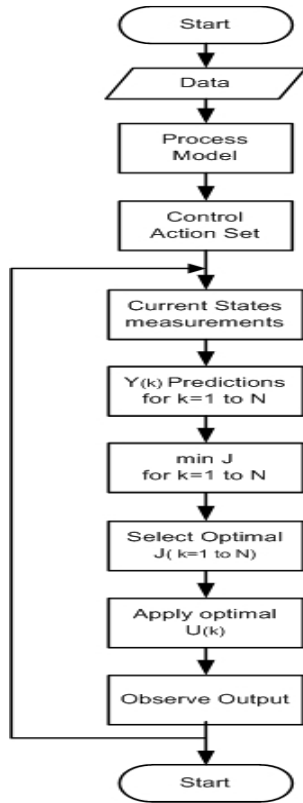 Start
Data
Process
Model
Control
Action Set
Current States
measurements
Y(k) Predictions
for k=1 to N
min J
for k=1 to N
Select Optimal
J( k=1 to N)
Apply optimal
U(k)
Observe Output
Start